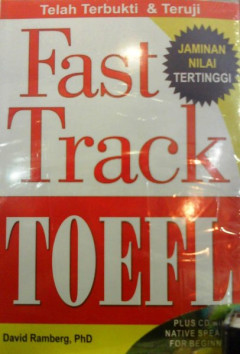 Telah Terbukti & Teruji
JAMINAN
NILAI
TERTINGGI
Fast
Track
TOEFL
David Ramberg, PhD
PLUS CD
NATIVE SPEA
FOR BEGINN